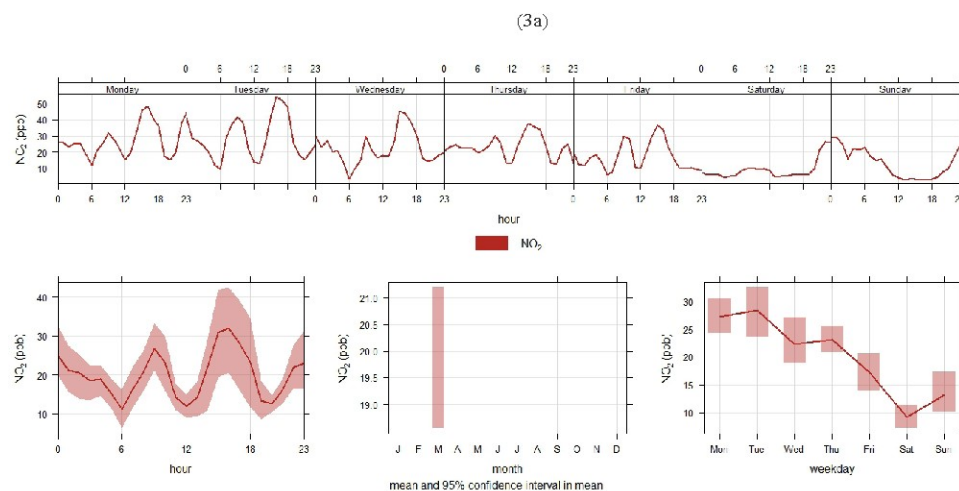 (3a)
0 6 12 18 23 0 6 12 18 23 0 6 12 18 23
Monday Tuesday Wednesday Thursday Friday Saturday Sunday
50
40
30
20
10
NO₂ (ppb)
0 6 12 18 23 0 6 12 18 23 0 6 12 18 23 0 6 12 18 23
hour
NO₂
40
30
20
10
NO₂ (ppb)
0 6 12 18 23
hour
21.0
20.5
20.0
19.5
19.0
NO₂ (ppb)
J F M A M J J A S O N D
month
30
25
20
15
10
NO₂ (ppb)
Mon Tue Wed Thu Fri Sat Sun
weekday
mean and 95% confidence interval in mean